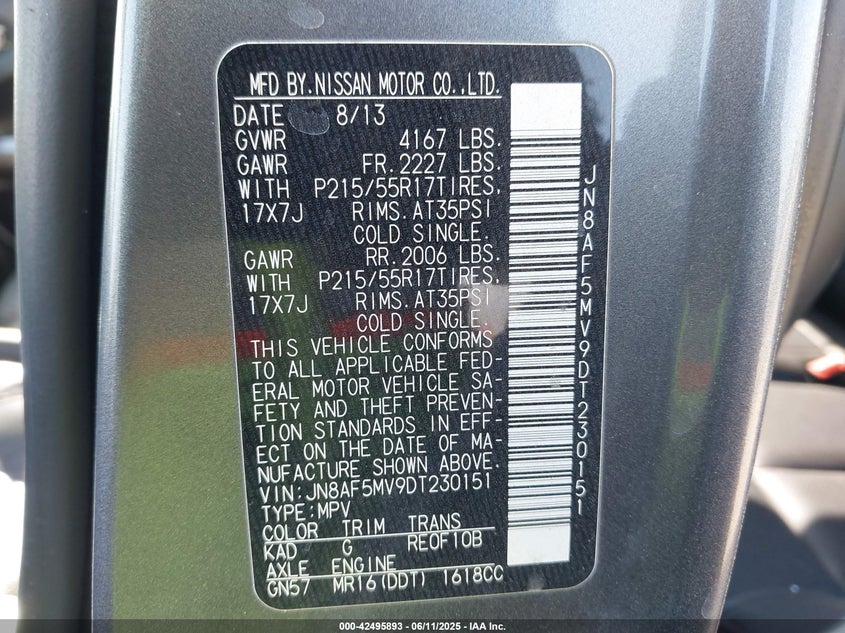 MFD BY.NISSAN MOTOR CO.,LTD.
DATE 8/13
GVWR 4167 LBS.
GAWR FR.2227 LBS.
WITH P215/55R17TIRES,
17X7J RIMS.AT35PSI
COLD SINGLE.
GAWR RR.2006 LBS.
WITH P215/55R17TIRES,
17X7J RIMS.AT35PSI
COLD SINGLE.
THIS VEHICLE CONFORMS
TO ALL APPLICABLE FED-
ERAL MOTOR VEHICLE SA-
FETY AND THEFT PREVEN-
TION STANDARDS IN EFF-
ECT ON THE DATE OF MA-
NUFACTURE SHOWN ABOVE.
VIN:JN8AF5MV9DT230151
TYPE:MPV
COLOR TRIM TRANS
KAD G RE0F10B
AXLE ENGINE
GN57 MR16(DDT) 1618CC
JN8AF5MV9DT230151
000-42495893 - 06/11/2025 - IAA Inc.